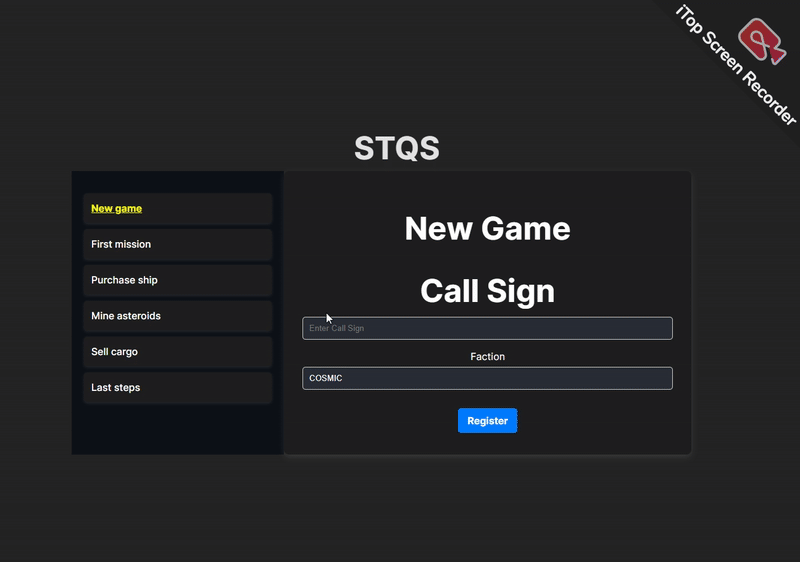 iTop Screen Recorder
STQS
New game
First mission
Purchase ship
Mine asteroids
Sell cargo
Last steps
New Game
Call Sign
Enter Call Sign
Faction
COSMIC
Register